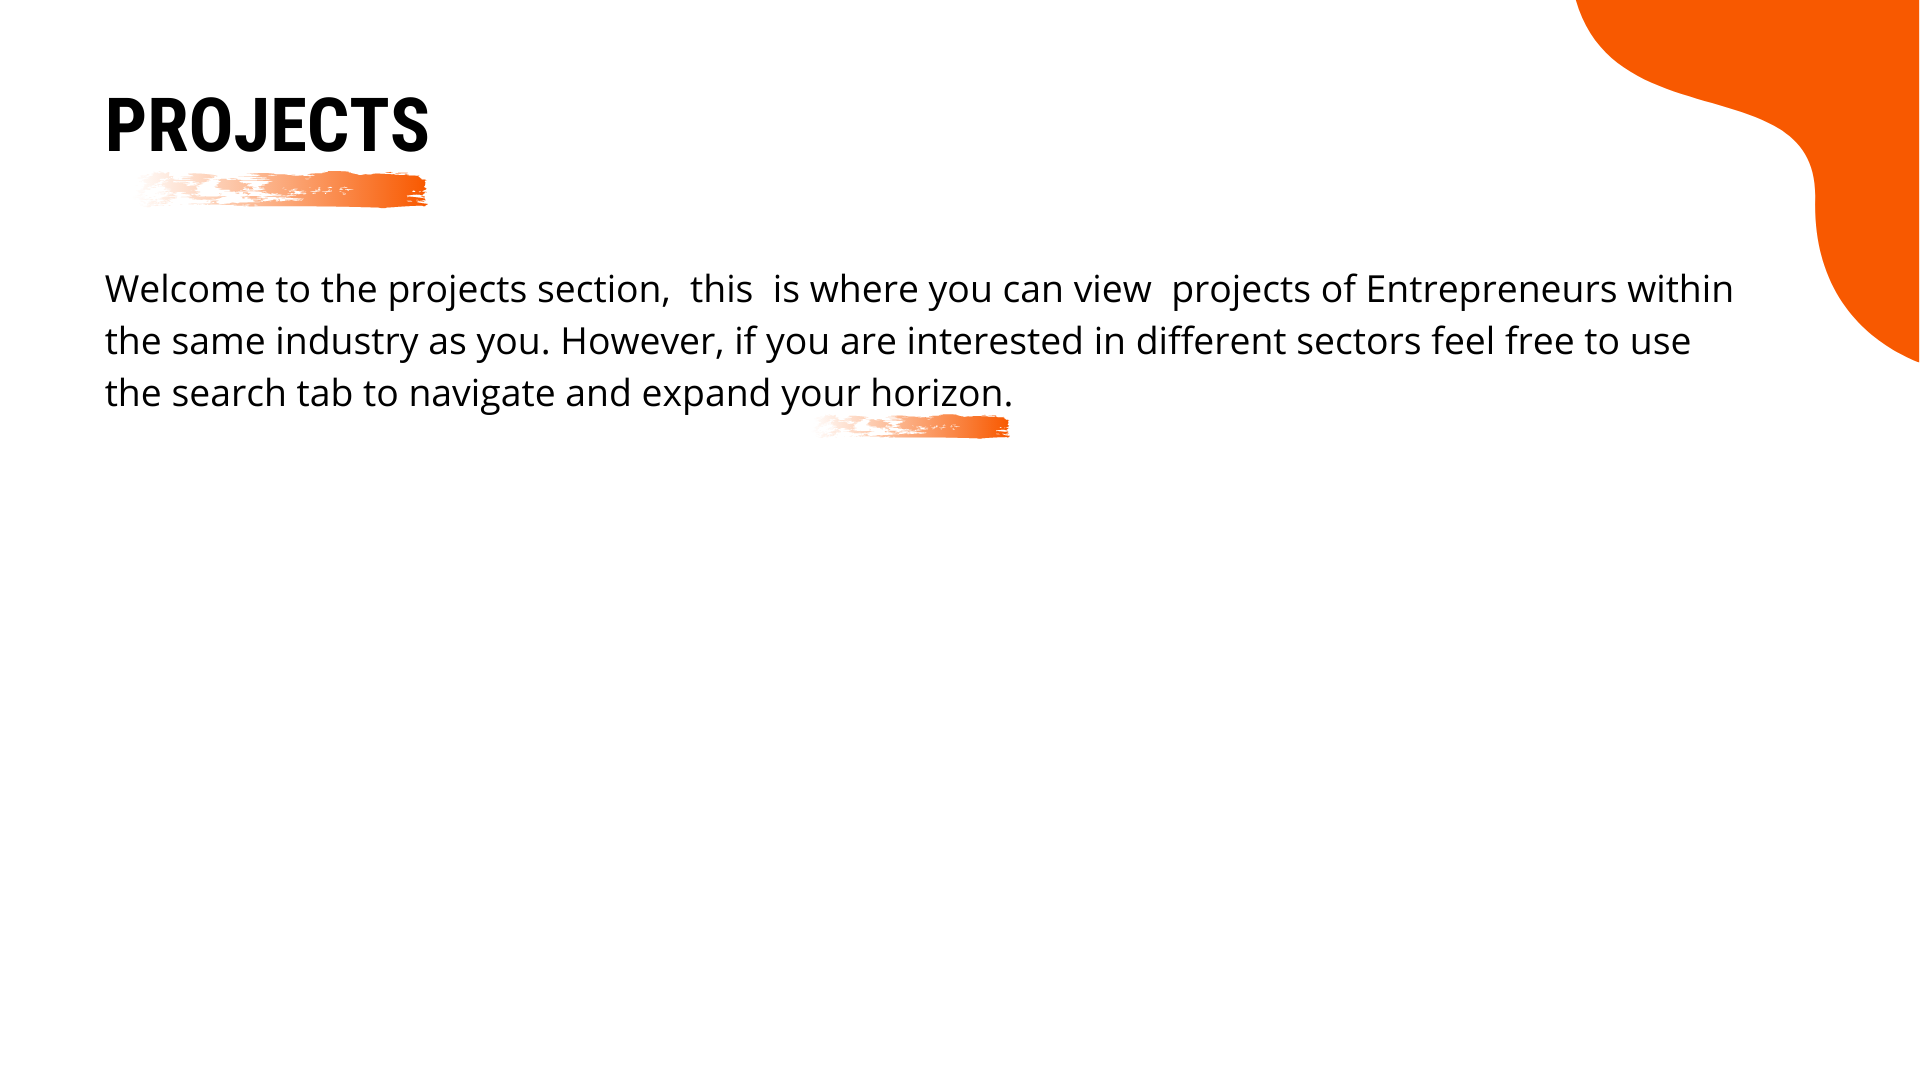 PROJECTS
Welcome to the projects section,  this  is where you can view  projects of Entrepreneurs within
the same industry as you. However, if you are interested in different sectors feel free to use
the search tab to navigate and expand your horizon.